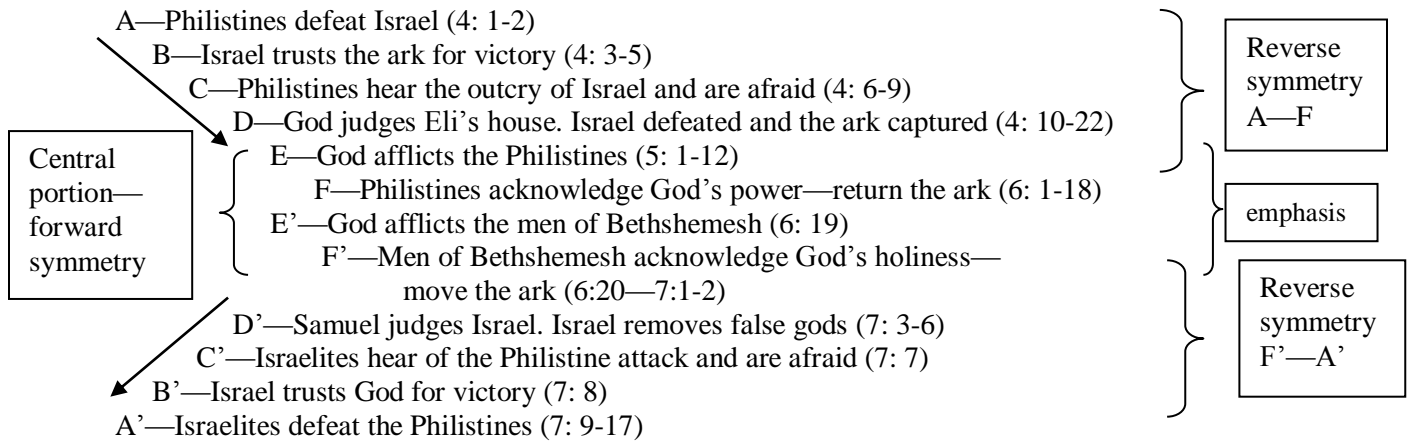 A—Philistines defeat Israel (4: 1-2)
B—Israel trusts the ark for victory (4: 3-5)
C—Philistines hear the outcry of Israel and are afraid (4: 6-9)
D—God judges Eli’s house. Israel defeated and the ark captured (4: 10-22)
E—God afflicts the Philistines (5: 1-12)
F—Philistines acknowledge God’s power—return the ark (6: 1-18)
E’—God afflicts the men of Bethshemesh (6: 19)
F’—Men of Bethshemesh acknowledge God’s holiness—
move the ark (6:20—7:1-2)
D’—Samuel judges Israel. Israel removes false gods (7: 3-6)
C’—Israelites hear of the Philistine attack and are afraid (7: 7)
B’—Israel trusts God for victory (7: 8)
A’—Israelites defeat the Philistines (7: 9-17)
Central
portion—
forward
symmetry
Reverse
symmetry
A—F
emphasis
Reverse
symmetry
F’—A’